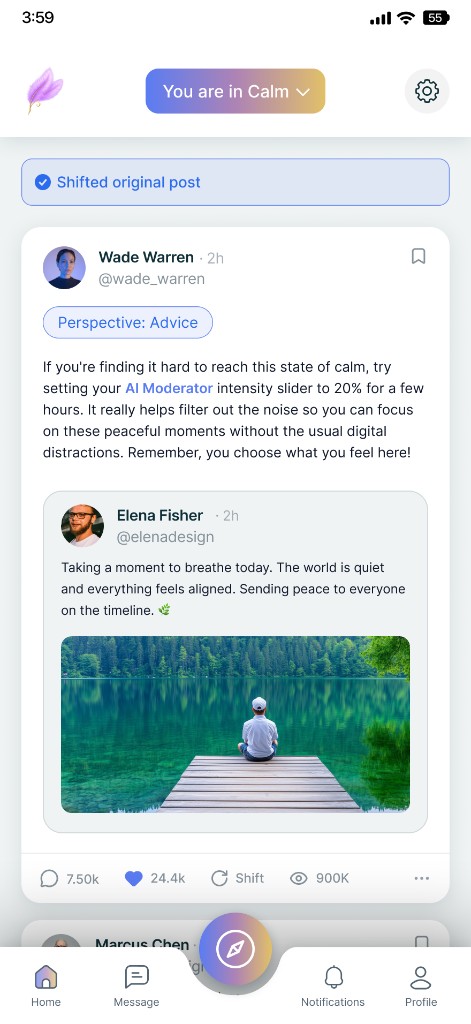 3:59
55
You are in Calm
Shifted original post
Wade Warren · 2h
@wade_warren
Perspective: Advice
If you're finding it hard to reach this state of calm, try
setting your AI Moderator intensity slider to 20% for a few
hours. It really helps filter out the noise so you can focus
on these peaceful moments without the usual digital
distractions. Remember, you choose what you feel here!
Elena Fisher · 2h
@elenadesign
Taking a moment to breathe today. The world is quiet
and everything feels aligned. Sending peace to everyone
on the timeline. 🌿
7.50k 24.4k Shift 900K
Marcus Chen ·
Home Message Notifications Profile